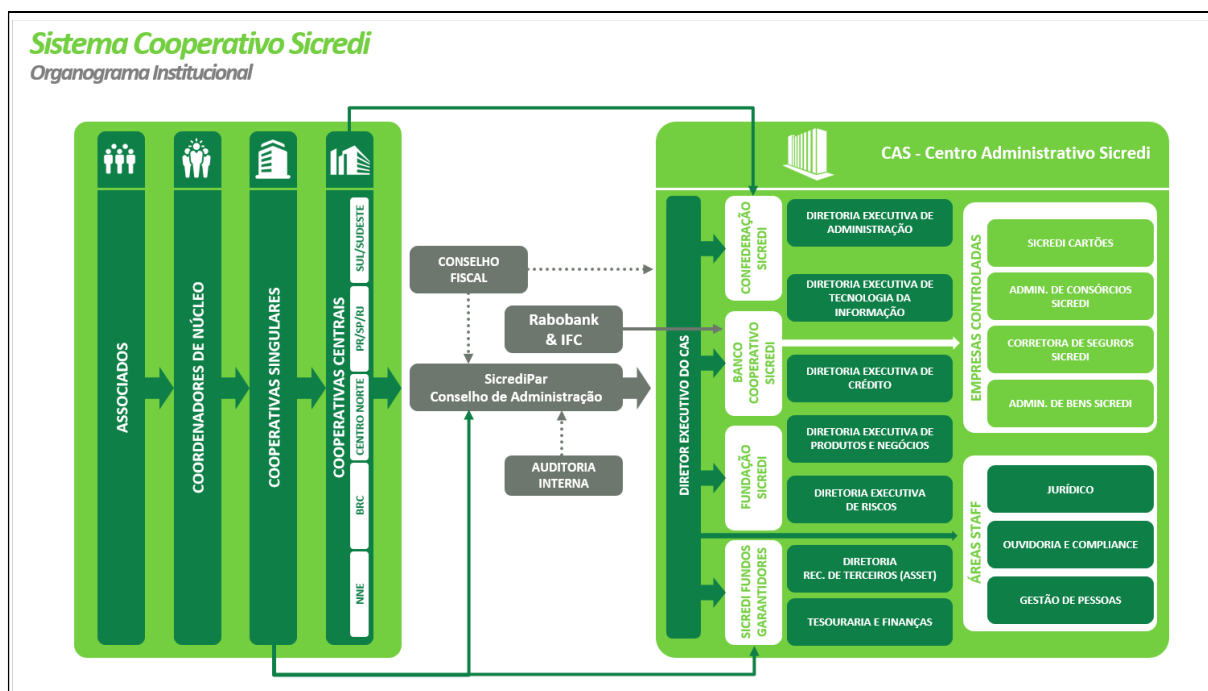 Sistema Cooperativo Sicredi
Organograma Institucional
ASSOCIADOS
COORDENADORES DE NÚCLEO
COOPERATIVAS SINGULARES
COOPERATIVAS CENTRAIS
SUL/SUDESTE
PR/SP/RJ
CENTRO NORTE
BRC
NNE
CONSELHO
FISCAL
Rabobank
& IFC
SicrediPar
Conselho de Administração
AUDITORIA
INTERNA
CAS - Centro Administrativo Sicredi
DIRETOR EXECUTIVO DO CAS
CONFEDERAÇÃO
SICREDI
BANCO
COOPERATIVO
SICREDI
FUNDAÇÃO
SICREDI
SICREDI FUNDOS
GARANTIDORES
DIRETORIA EXECUTIVA DE
ADMINISTRAÇÃO
DIRETORIA EXECUTIVA DE
TECNOLOGIA DA
INFORMAÇÃO
DIRETORIA EXECUTIVA DE
CRÉDITO
DIRETORIA EXECUTIVA DE
PRODUTOS E NEGÓCIOS
DIRETORIA EXECUTIVA
DE RISCOS
DIRETORIA
REC. DE TERCEIROS (ASSET)
TESOURARIA E FINANÇAS
EMPRESAS CONTROLADAS
SICREDI CARTÕES
ADMIN. DE CONSÓRCIOS
SICREDI
CORRETORA DE SEGUROS
SICREDI
ADMIN. DE BENS SICREDI
ÁREAS STAFF
JURÍDICO
OUVIDORIA E COMPLIANCE
GESTÃO DE PESSOAS